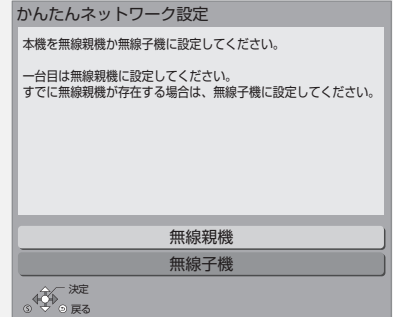 かんたんネットワーク設定
本機を無線親機か無線子機に設定してください。
一台目は無線親機に設定してください。
すでに無線親機が存在する場合は、無線子機に設定してください。
無線親機
無線子機
決定
S
戻る